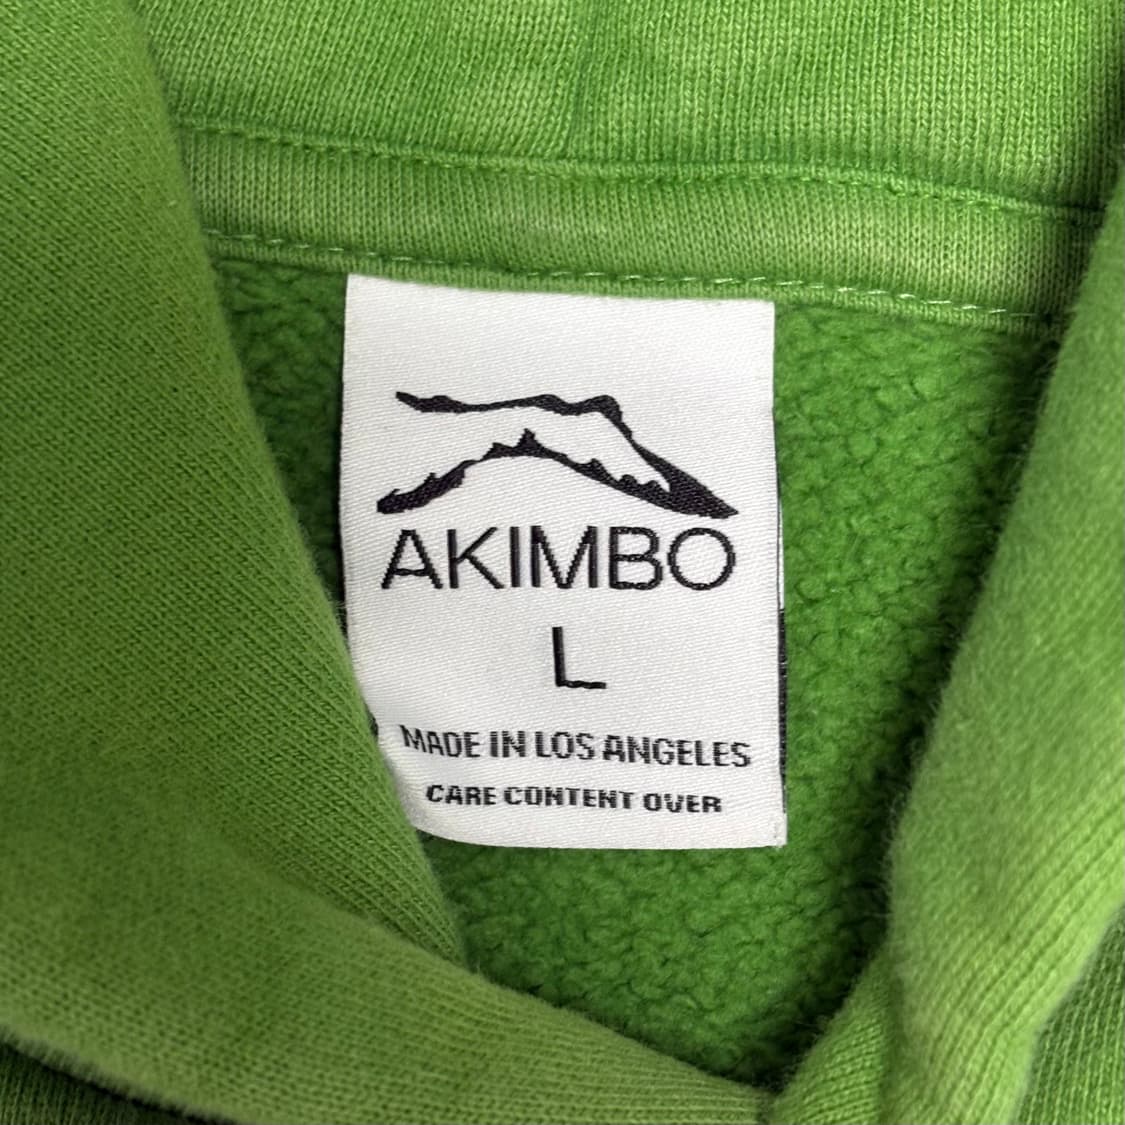 AKIMBO
L
MADE IN LOS ANGELES
CARE CONTENT OVER